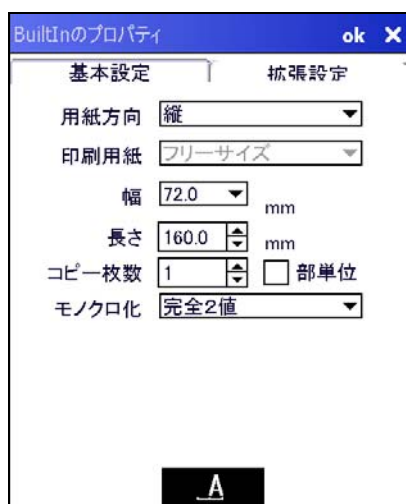 BuiltInのプロパティ ok
基本設定 拡張設定
用紙方向 縦
印刷用紙 フリーサイズ
幅 72.0 mm
長さ 160.0 mm
コピー枚数 1 部単位
モノクロ化 完全2値
A